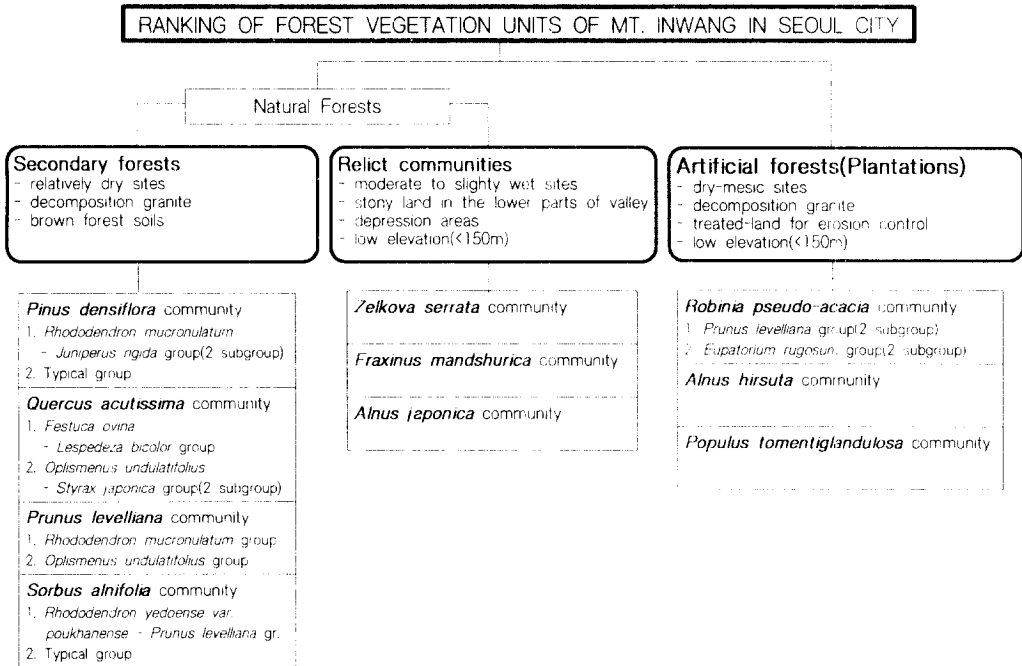 RANKING OF FOREST VEGETATION UNITS OF MT. INWANG IN SEOUL CITY
Natural Forests
Secondary forests
- relatively dry sites
- decomposition granite
- brown forest soils
Relict communities
- moderate to slighty wet sites
- stony land in the lower parts of valley
- depression areas
- low elevation(<150m)
Artificial forests(Plantations)
- dry-mesic sites
- decomposition granite
- treated-land for erosion control
- low elevation(<150m)
Pinus densiflora community
1. Rhododendron mucronulatum
- Juniperus rigida group(2 subgroup)
2. Typical group
Quercus acutissima community
1. Festuca ovina
- Lespedeza bicolor group
2. Oplismenus undulatifolius
- Styrax japonica group(2 subgroup)
Prunus levelliana community
1. Rhododendron mucronulatum group
2. Oplismenus undulatifolius group
Sorbus alnifolia community
1. Rhododendron yedoense var.
poukhanense - Prunus levelliana gr.
2. Typical group
Zelkova serrata community
Fraxinus mandshurica community
Alnus japonica community
Robinia pseudo-acacia community
1. Prunus levelliana group(2 subgroup)
2. Eupatorium rugosum group(2 subgroup)
Alnus hirsuta community
Populus tomentiglandulosa community